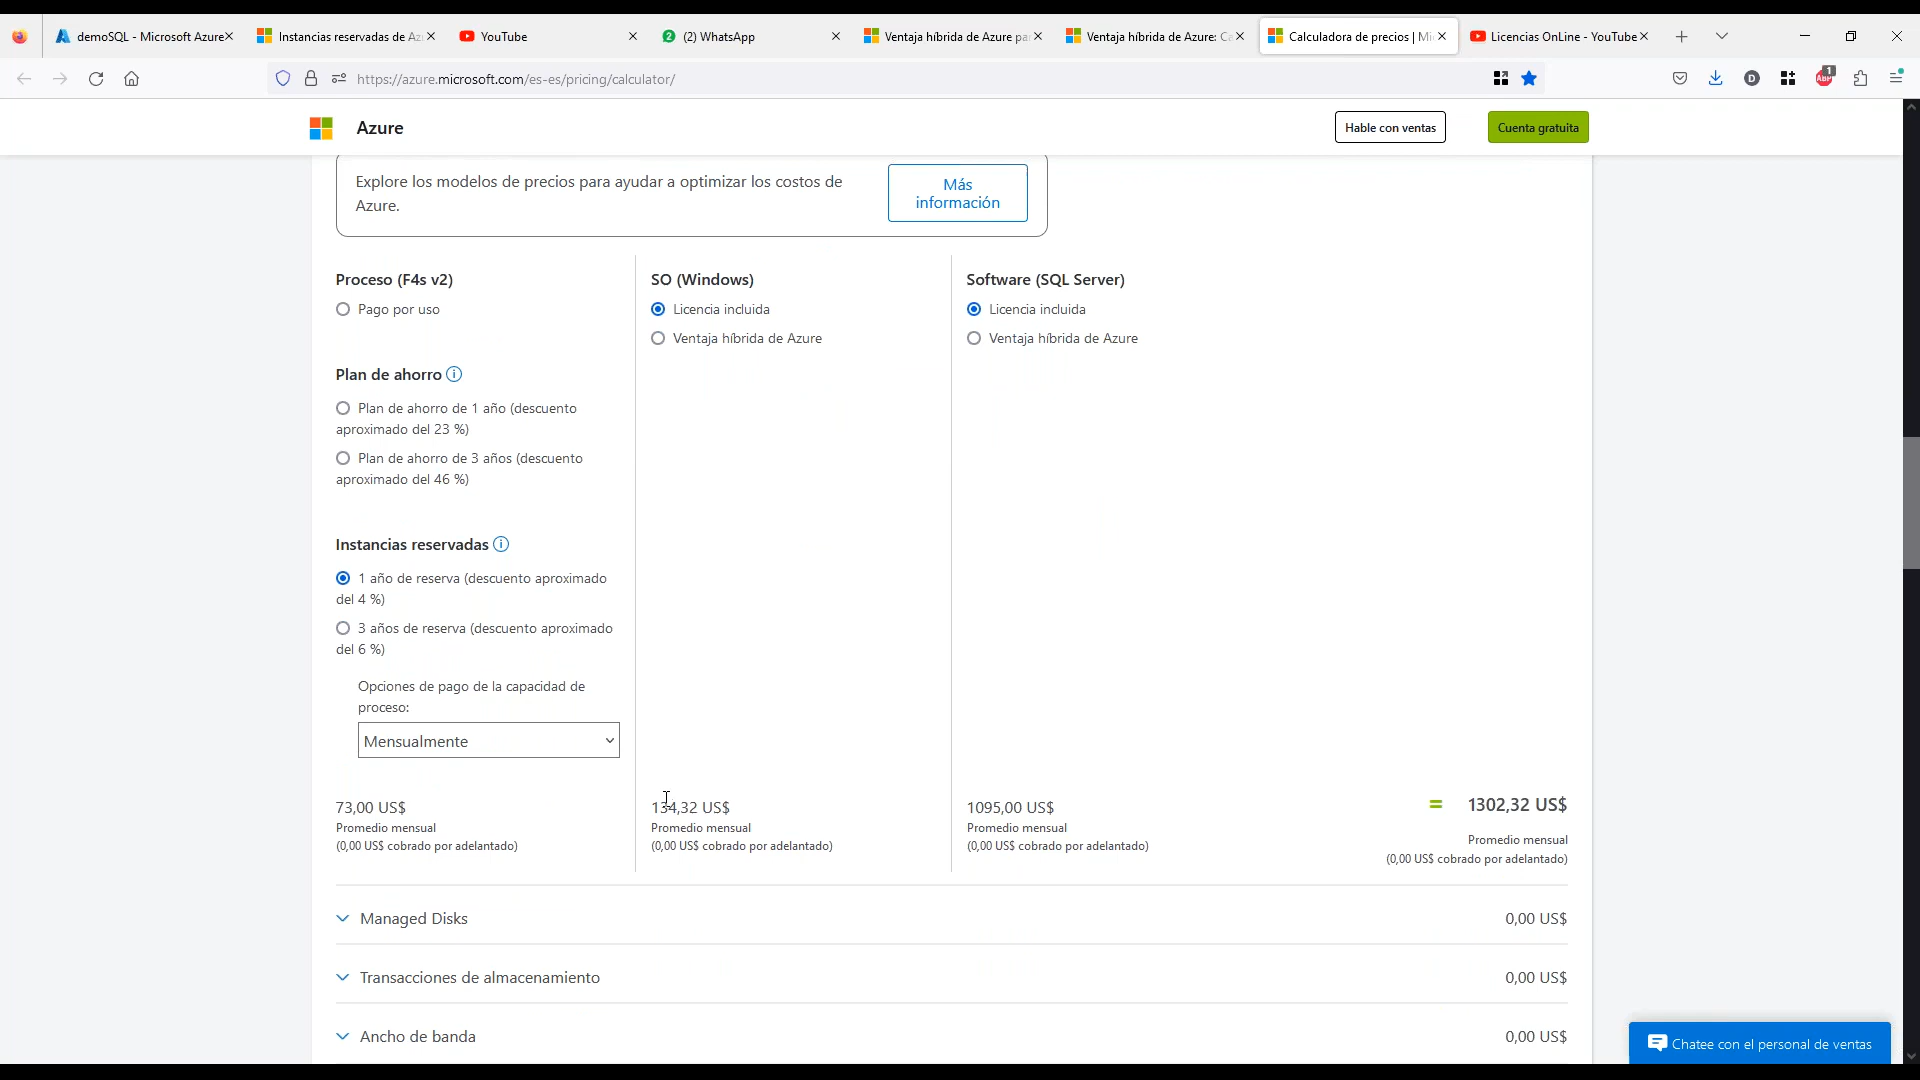 demoSQL - Microsoft Azure
Instancias reservadas de Az
YouTube
2
(2) WhatsApp
Ventaja híbrida de Azure pa
Ventaja híbrida de Azure: Ca
Calculadora de precios | Mi
Licencias OnLine - YouTube
https://azure.microsoft.com/es-es/pricing/calculator/
D
ABP
1
Azure
Hable con ventas
Cuenta gratuita
Explore los modelos de precios para ayudar a optimizar los costos de
Azure.
Más
información
Proceso (F4s v2)
Pago por uso
Plan de ahorro
Plan de ahorro de 1 año (descuento
aproximado del 23 %)
Plan de ahorro de 3 años (descuento
aproximado del 46 %)
Instancias reservadas
1 año de reserva (descuento aproximado
del 4 %)
3 años de reserva (descuento aproximado
del 6 %)
Opciones de pago de la capacidad de
proceso:
Mensualmente
73,00 US$
Promedio mensual
(0,00 US$ cobrado por adelantado)
SO (Windows)
Licencia incluida
Ventaja híbrida de Azure
134,32 US$
Promedio mensual
(0,00 US$ cobrado por adelantado)
Software (SQL Server)
Licencia incluida
Ventaja híbrida de Azure
1095,00 US$
Promedio mensual
(0,00 US$ cobrado por adelantado)
= 1302,32 US$
Promedio mensual
(0,00 US$ cobrado por adelantado)
Managed Disks 0,00 US$
Transacciones de almacenamiento 0,00 US$
Ancho de banda 0,00 US$
Chatee con el personal de ventas